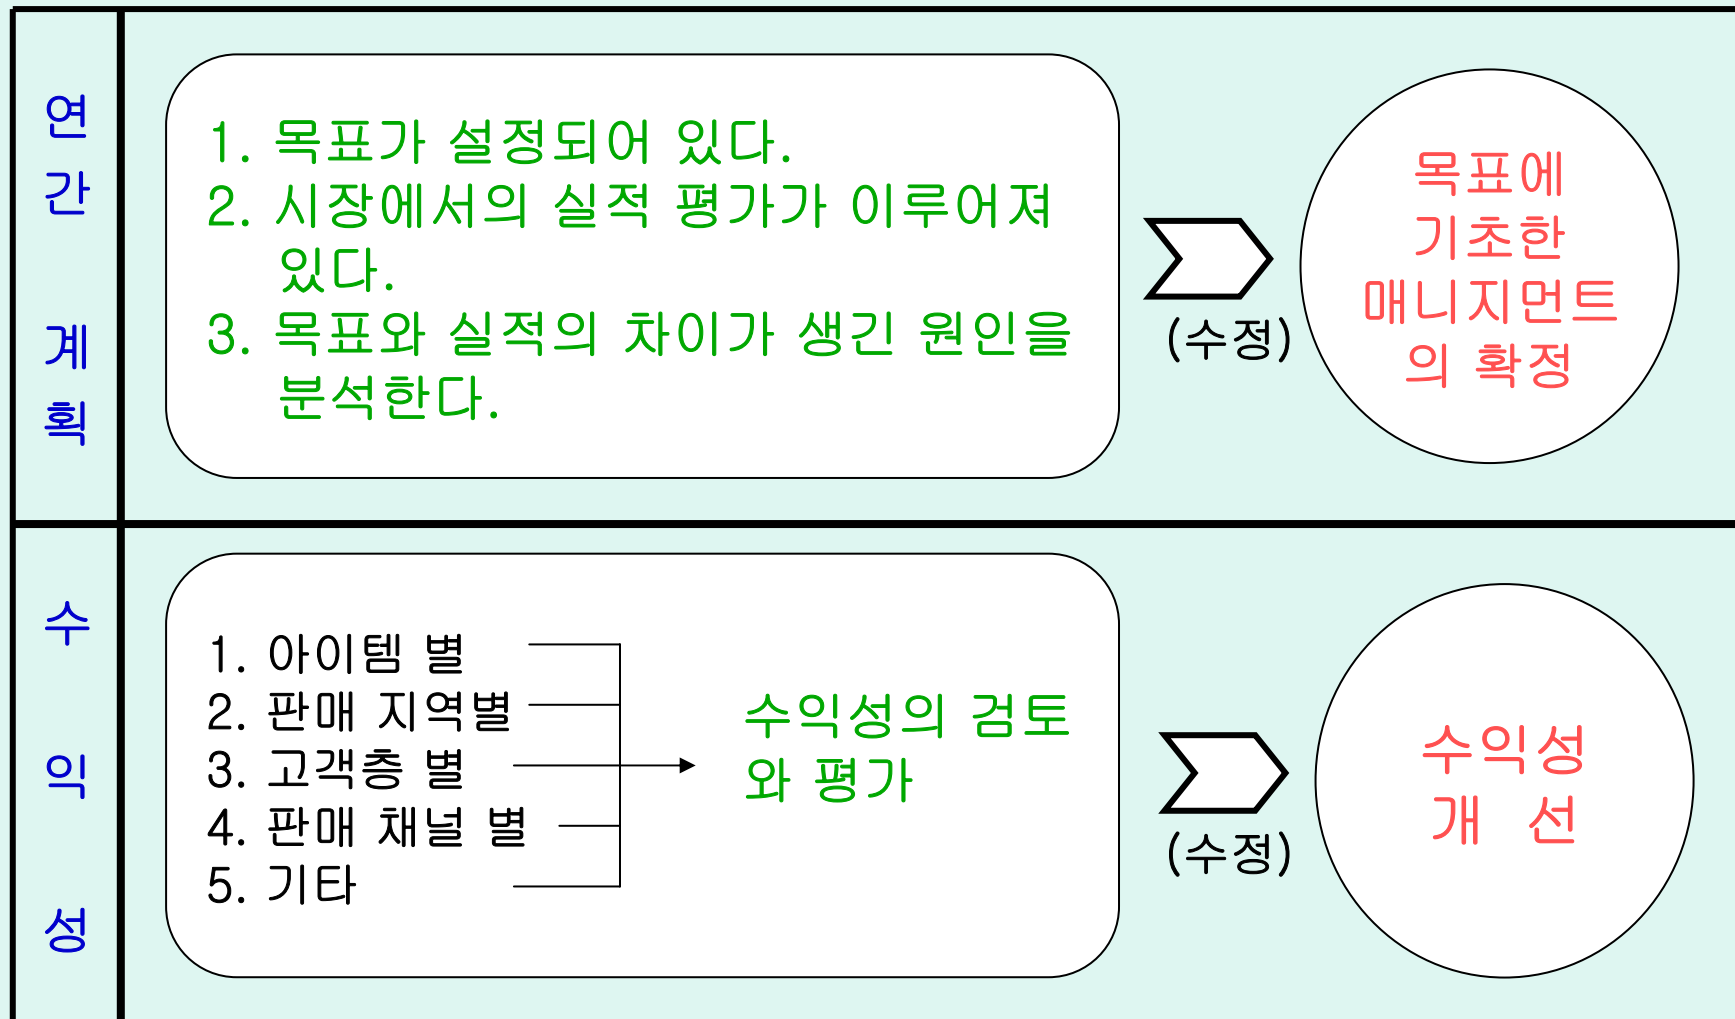 연
간
계
획
1. 목표가 설정되어 있다.
2. 시장에서의 실적 평가가 이루어져
있다.
3. 목표와 실적의 차이가 생긴 원인을
분석한다.
(수정)
목표에
기초한
매니지먼트
의 확정
수
익
성
1. 아이템 별
2. 판매 지역별
3. 고객층 별
4. 판매 채널 별
5. 기타
수익성의 검토
와 평가
(수정)
수익성
개 선